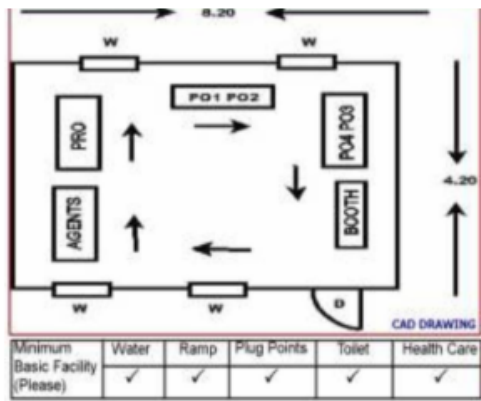 8.20
W
W
PO1 PO2
PRO
PO4 PO3
4.20
AGENTS
BOOTH
W
W
D
CAD DRAWING
Minimum Basic Facility (Please)
Water
Ramp
Plug Points
Toilet
Health Care
✓ ✓ ✓ ✓ ✓